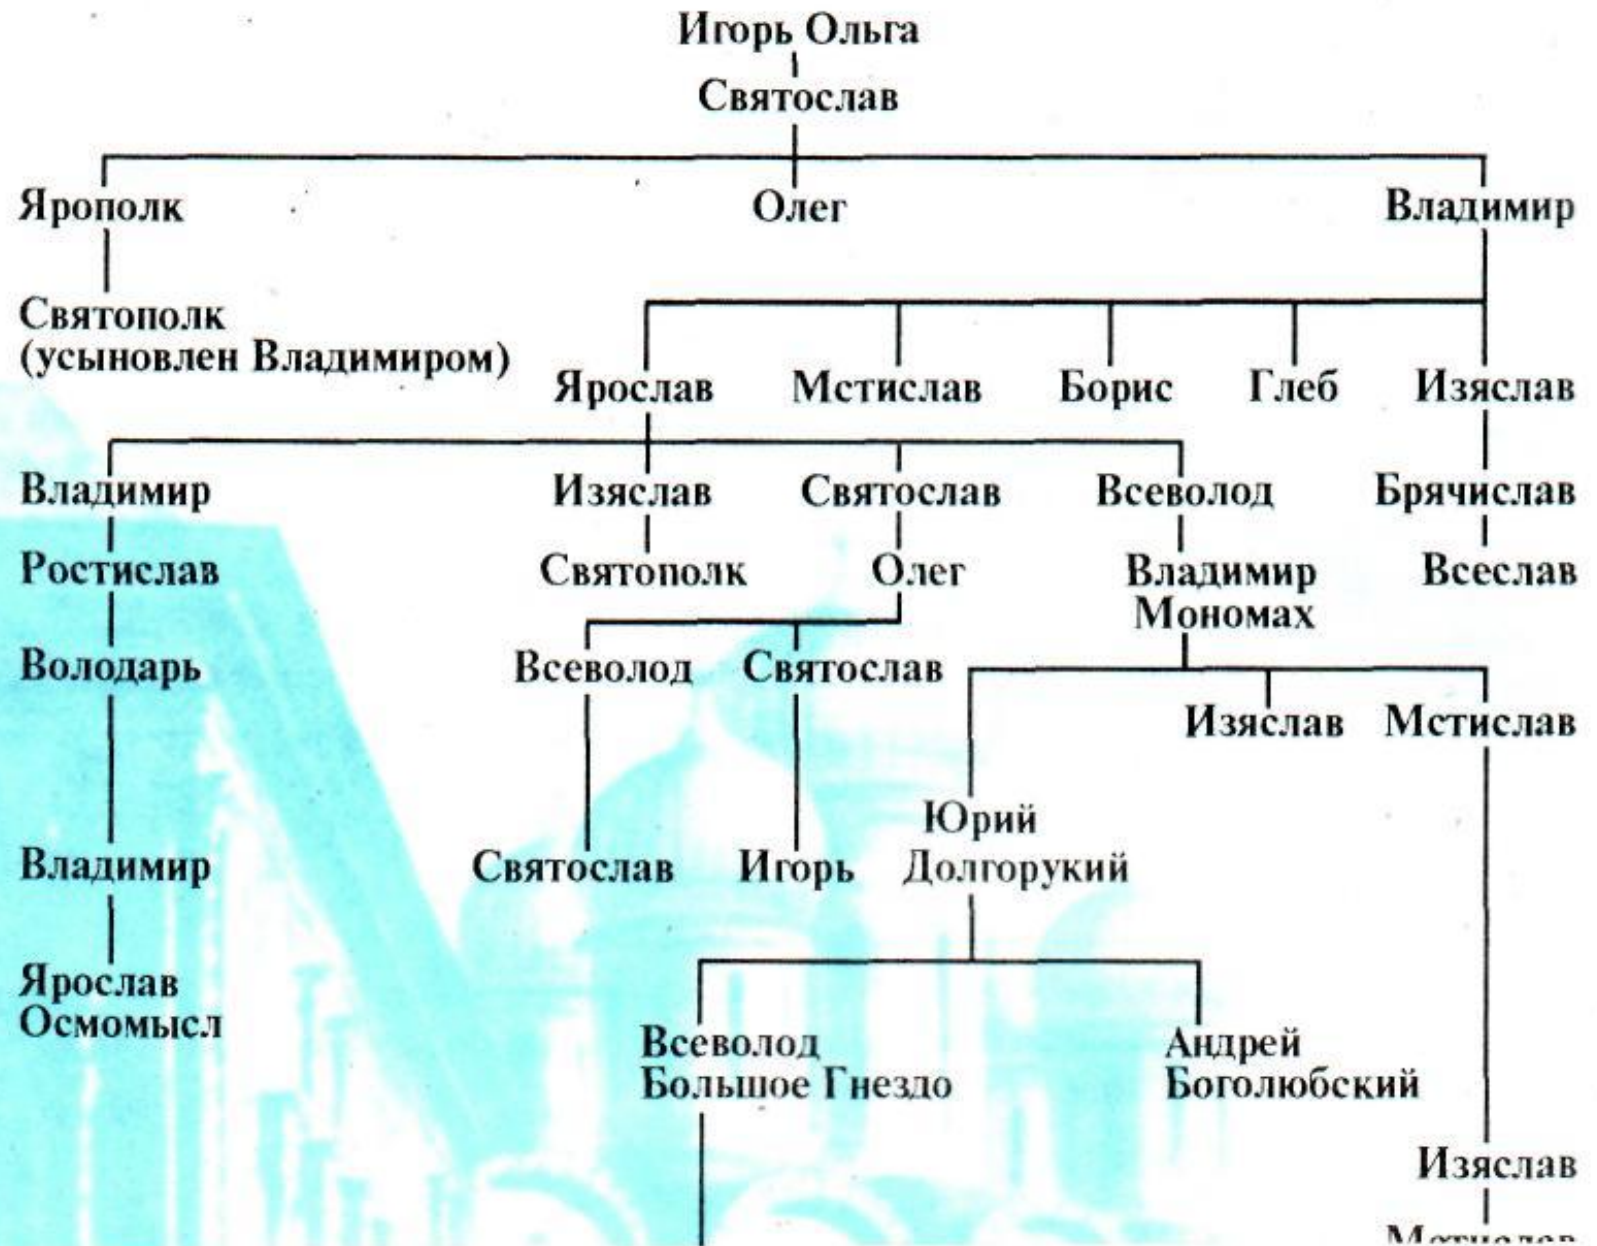 Игорь Ольга
Святослав
Ярополк Олег Владимир
Святополк
(усыновлен Владимиром)
Ярослав Мстислав Борис Глеб Изяслав
Владимир Изяслав Святослав Всеволод Брячислав
Ростислав Святополк Олег Владимир Всеслав
Мономах
Володарь Всеволод Святослав
Изяслав Мстислав
Юрий
Владимир Святослав Игорь Долгорукий
Ярослав
Осмомысл
Всеволод Андрей
Большое Гнездо Боголюбский
Изяслав